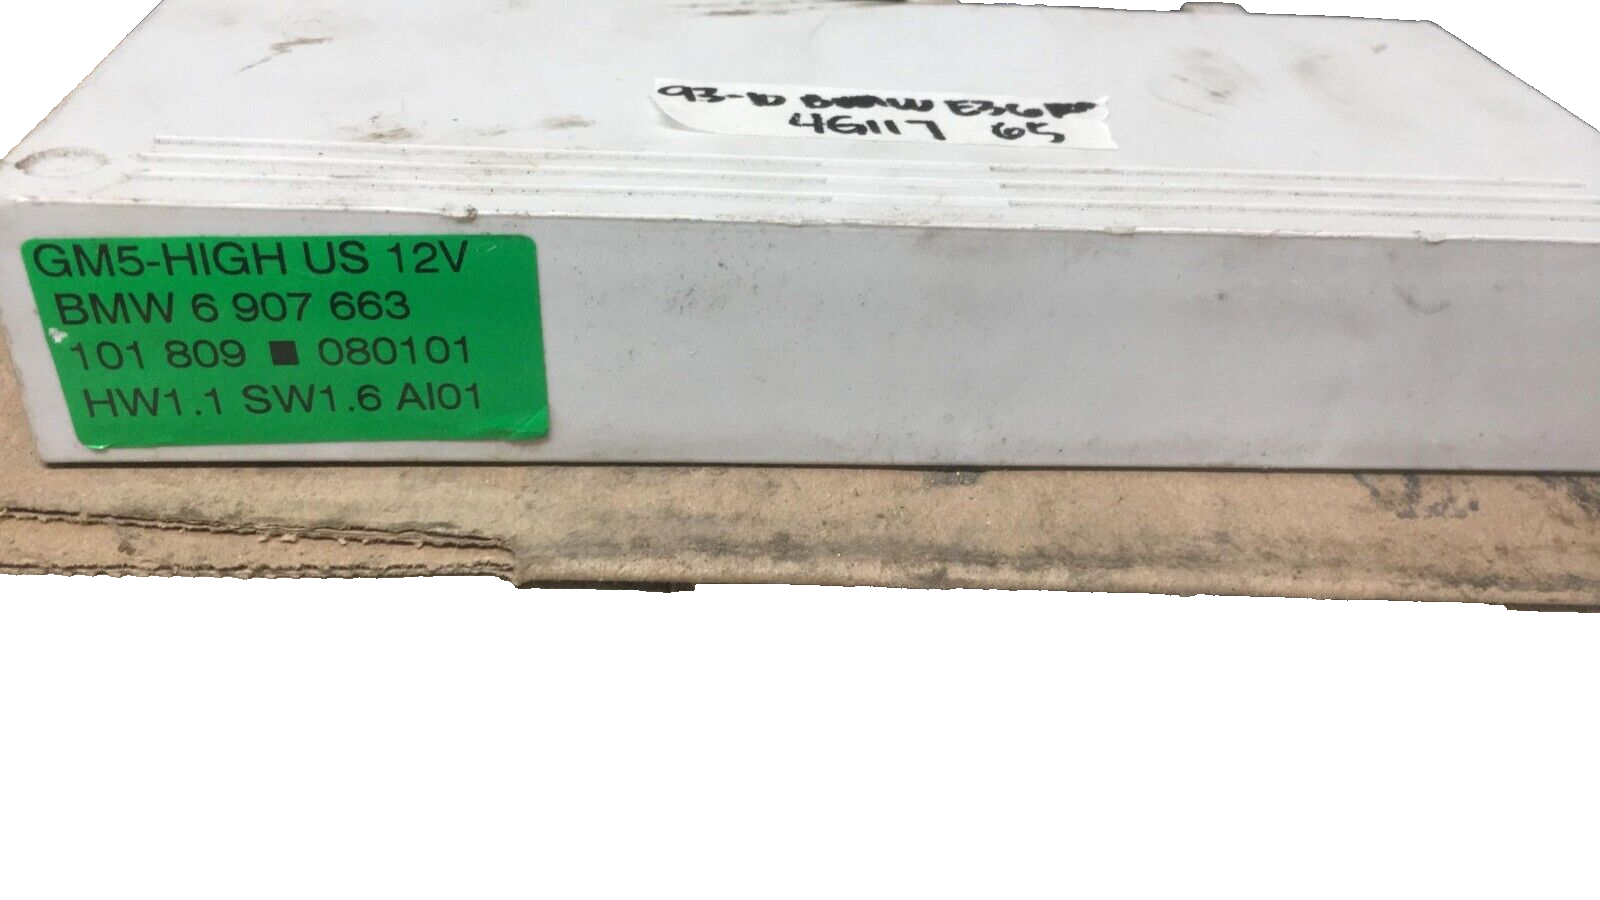 93-10 BMW E36
4G117 65
GM5-HIGH US 12V
BMW 6 907 663
101 809 ■ 080101
HW1.1 SW1.6 AI01